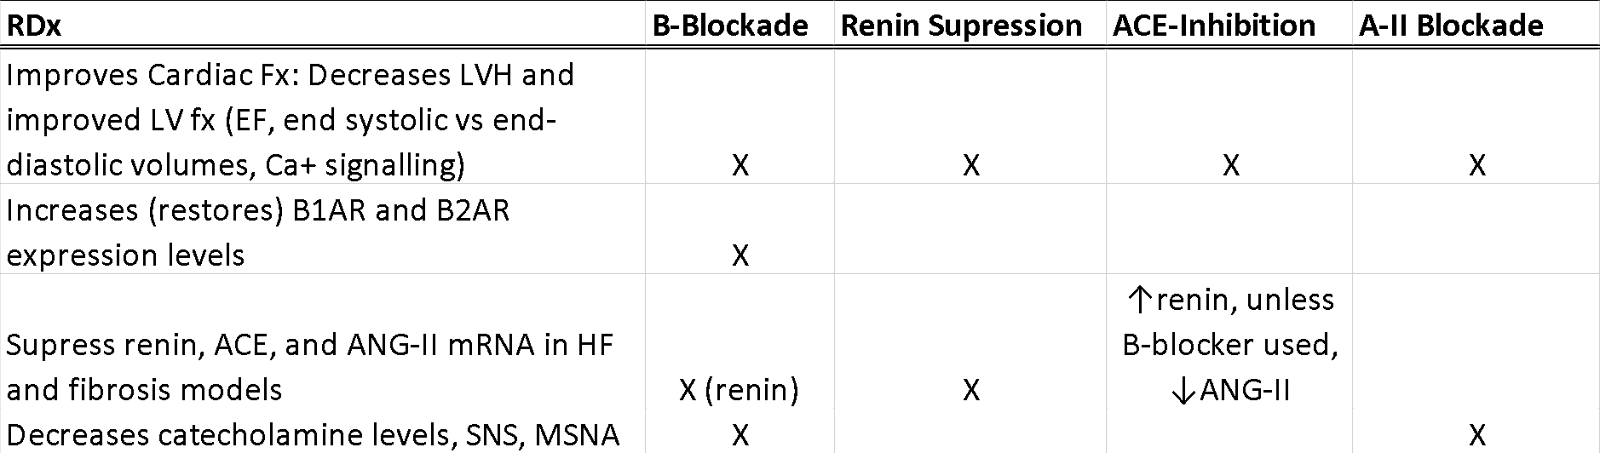 RDx B-Blockade Renin Supression ACE-Inhibition A-II Blockade
Improves Cardiac Fx: Decreases LVH and
improved LV fx (EF, end systolic vs end-
diastolic volumes, Ca+ signalling) X X X X
Increases (restores) B1AR and B2AR
expression levels X
↑renin, unless
Supress renin, ACE, and ANG-II mRNA in HF B-blocker used,
and fibrosis models X (renin) X ↓ANG-II
Decreases catecholamine levels, SNS, MSNA X X